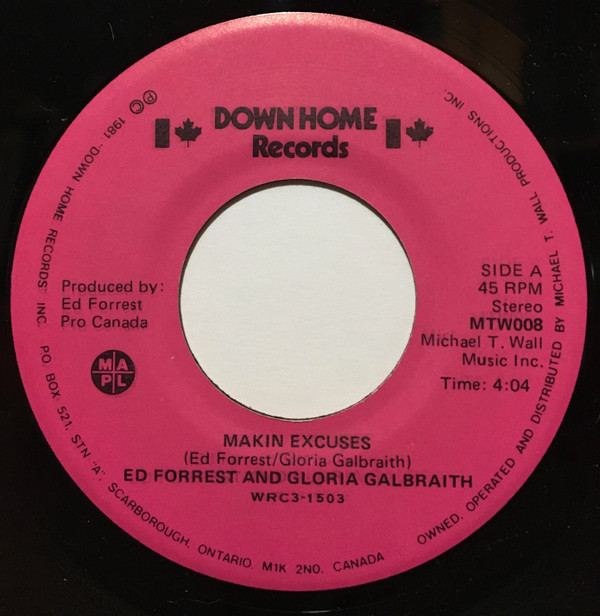 DOWN HOME
Records
Produced by:
Ed Forrest
Pro Canada
M A
P L
SIDE A
45 RPM
Stereo
MTW008
Michael T. Wall
Music Inc.
Time: 4:04
MAKIN EXCUSES
(Ed Forrest/Gloria Galbraith)
ED FORREST AND GLORIA GALBRAITH
WRC3-1503
Ⓟ © 1981 "DOWN HOME RECORDS" INC. P.O. BOX 521, STN "A", SCARBOROUGH, ONTARIO. M1K 2N0. CANADA
OWNED, OPERATED AND DISTRIBUTED BY MICHAEL T. WALL PRODUCTIONS INC.